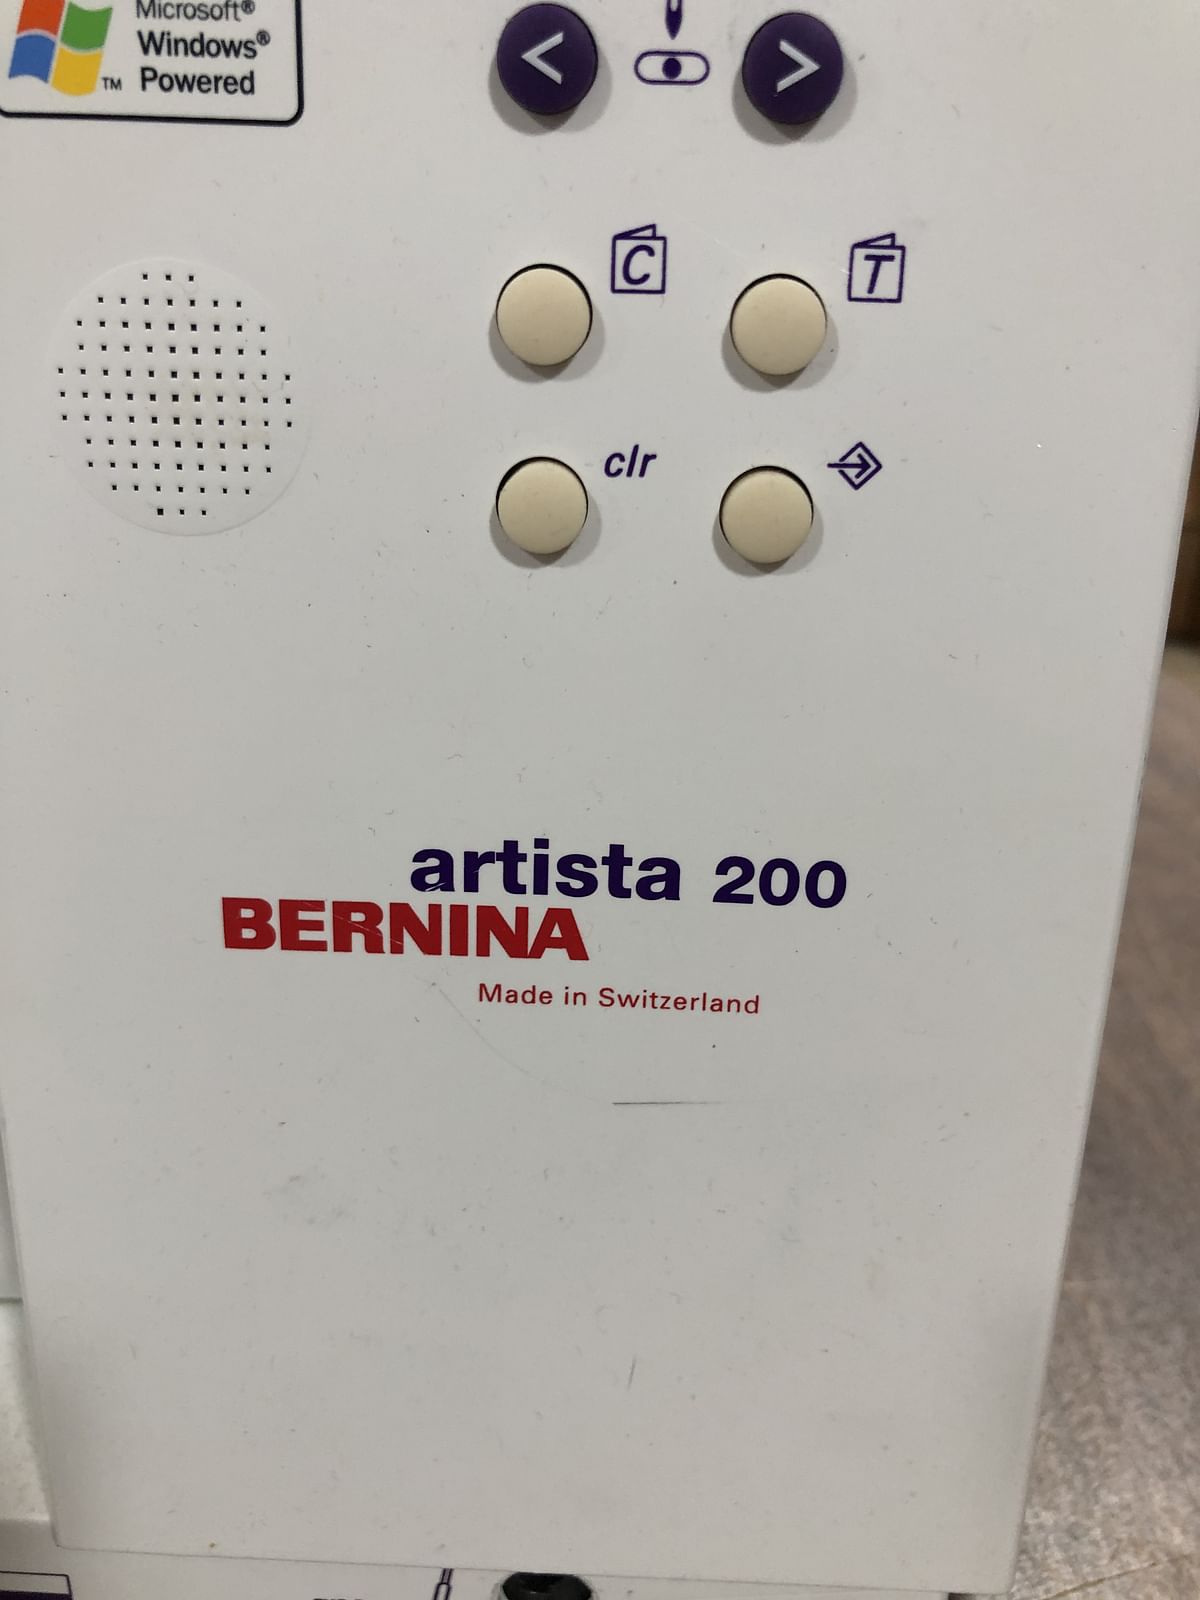 Microsoft®
Windows®
TM Powered
<
>
C
T
clr
artista 200
BERNINA
Made in Switzerland